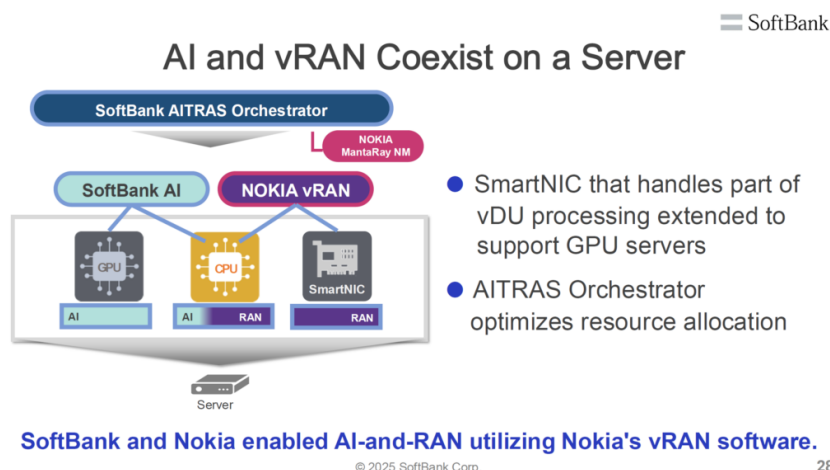 SoftBank
AI and vRAN Coexist on a Server
SoftBank AITRAS Orchestrator
NOKIA
MantaRay NM
SoftBank AI
NOKIA vRAN
GPU
CPU
SmartNIC
AI
AI
RAN
RAN
Server
SmartNIC that handles part of
vDU processing extended to
support GPU servers
AITRAS Orchestrator
optimizes resource allocation
SoftBank and Nokia enabled AI-and-RAN utilizing Nokia's vRAN software.
© 2025 SoftBank Corp
28